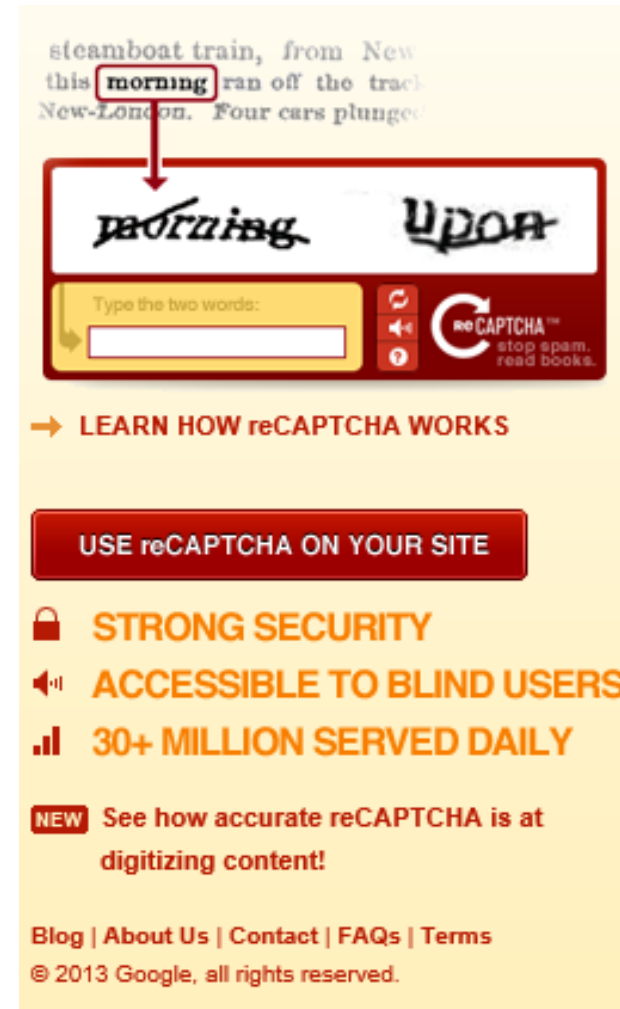 steamboat train, from New
this morning ran off the track
New-London. Four cars plunged
morning upon
Type the two words:
reCAPTCHA™
stop spam.
read books.
LEARN HOW reCAPTCHA WORKS
USE reCAPTCHA ON YOUR SITE
STRONG SECURITY
ACCESSIBLE TO BLIND USERS
30+ MILLION SERVED DAILY
NEW See how accurate reCAPTCHA is at
digitizing content!
Blog | About Us | Contact | FAQs | Terms
© 2013 Google, all rights reserved.